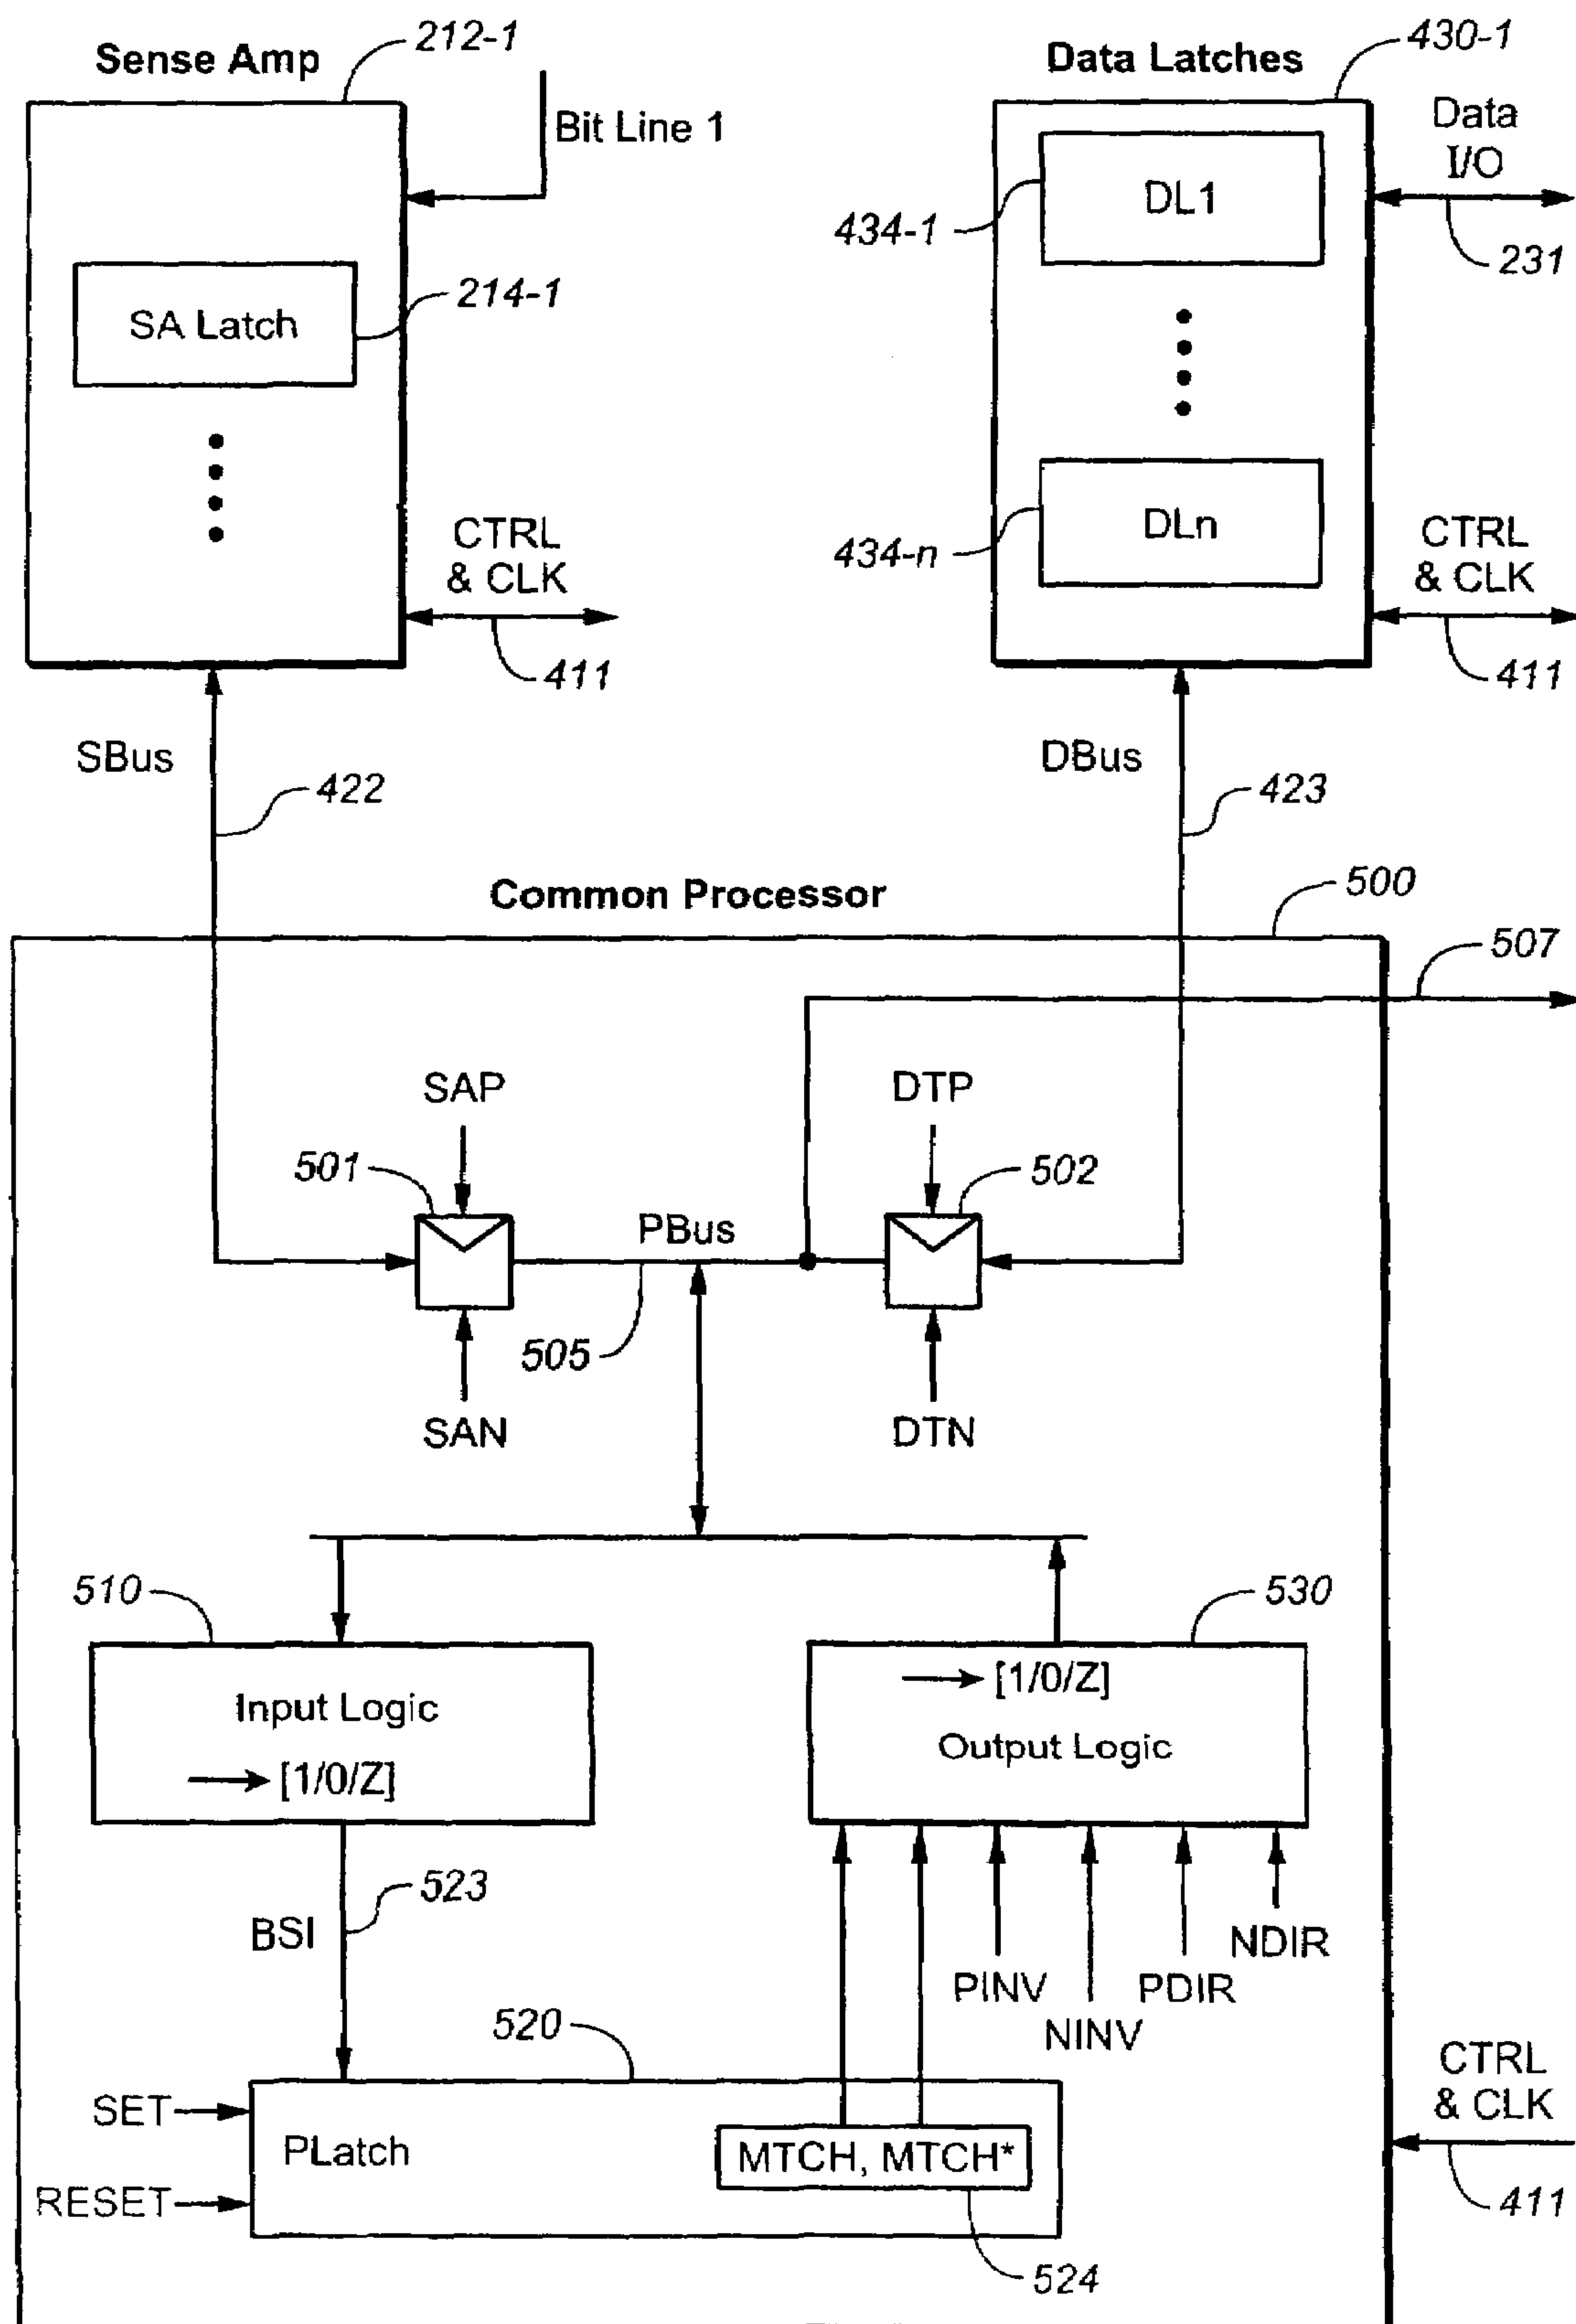 Sense Amp
212-1
Bit Line 1
SA Latch
214-1
CTRL
& CLK
411
Data Latches
430-1
Data
I/O
231
DL1
434-1
DLn
434-n
CTRL
& CLK
411
SBus
422
DBus
423
Common Processor
500
507
SAP
DTP
501
502
PBus
505
SAN
DTN
510
530
Input Logic
[1/0/Z]
[1/0/Z]
Output Logic
BSI
523
PINV
NINV
PDIR
NDIR
520
SET
RESET
PLatch
MTCH, MTCH*
524
CTRL
& CLK
411